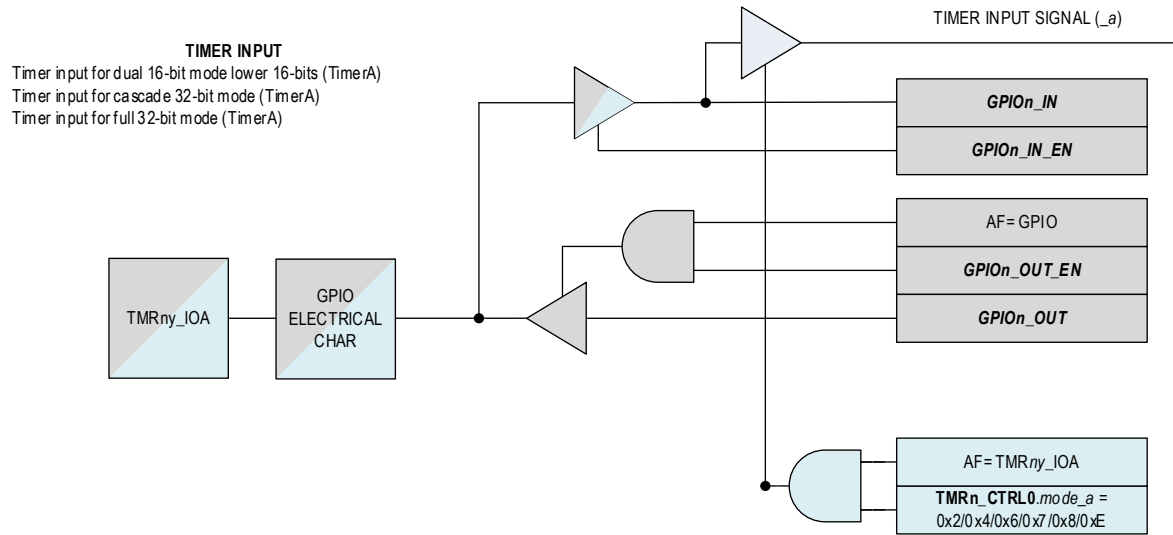 TIMER INPUT SIGNAL (_a)
TIMER INPUT
Timer input for dual 16-bit mode lower 16-bits (TimerA)
Timer input for cascade 32-bit mode (TimerA)
Timer input for full 32-bit mode (TimerA)
GPIOn_IN
GPIOn_IN_EN
AF= GPIO
GPIOn_OUT_EN
GPIOn_OUT
TMRny_IOA
GPIO
ELECTRICAL
CHAR
AF= TMRny_IOA
TMRn_CTRL0.mode_a =
0x2/0x4/0x6/0x7/0x8/0xE